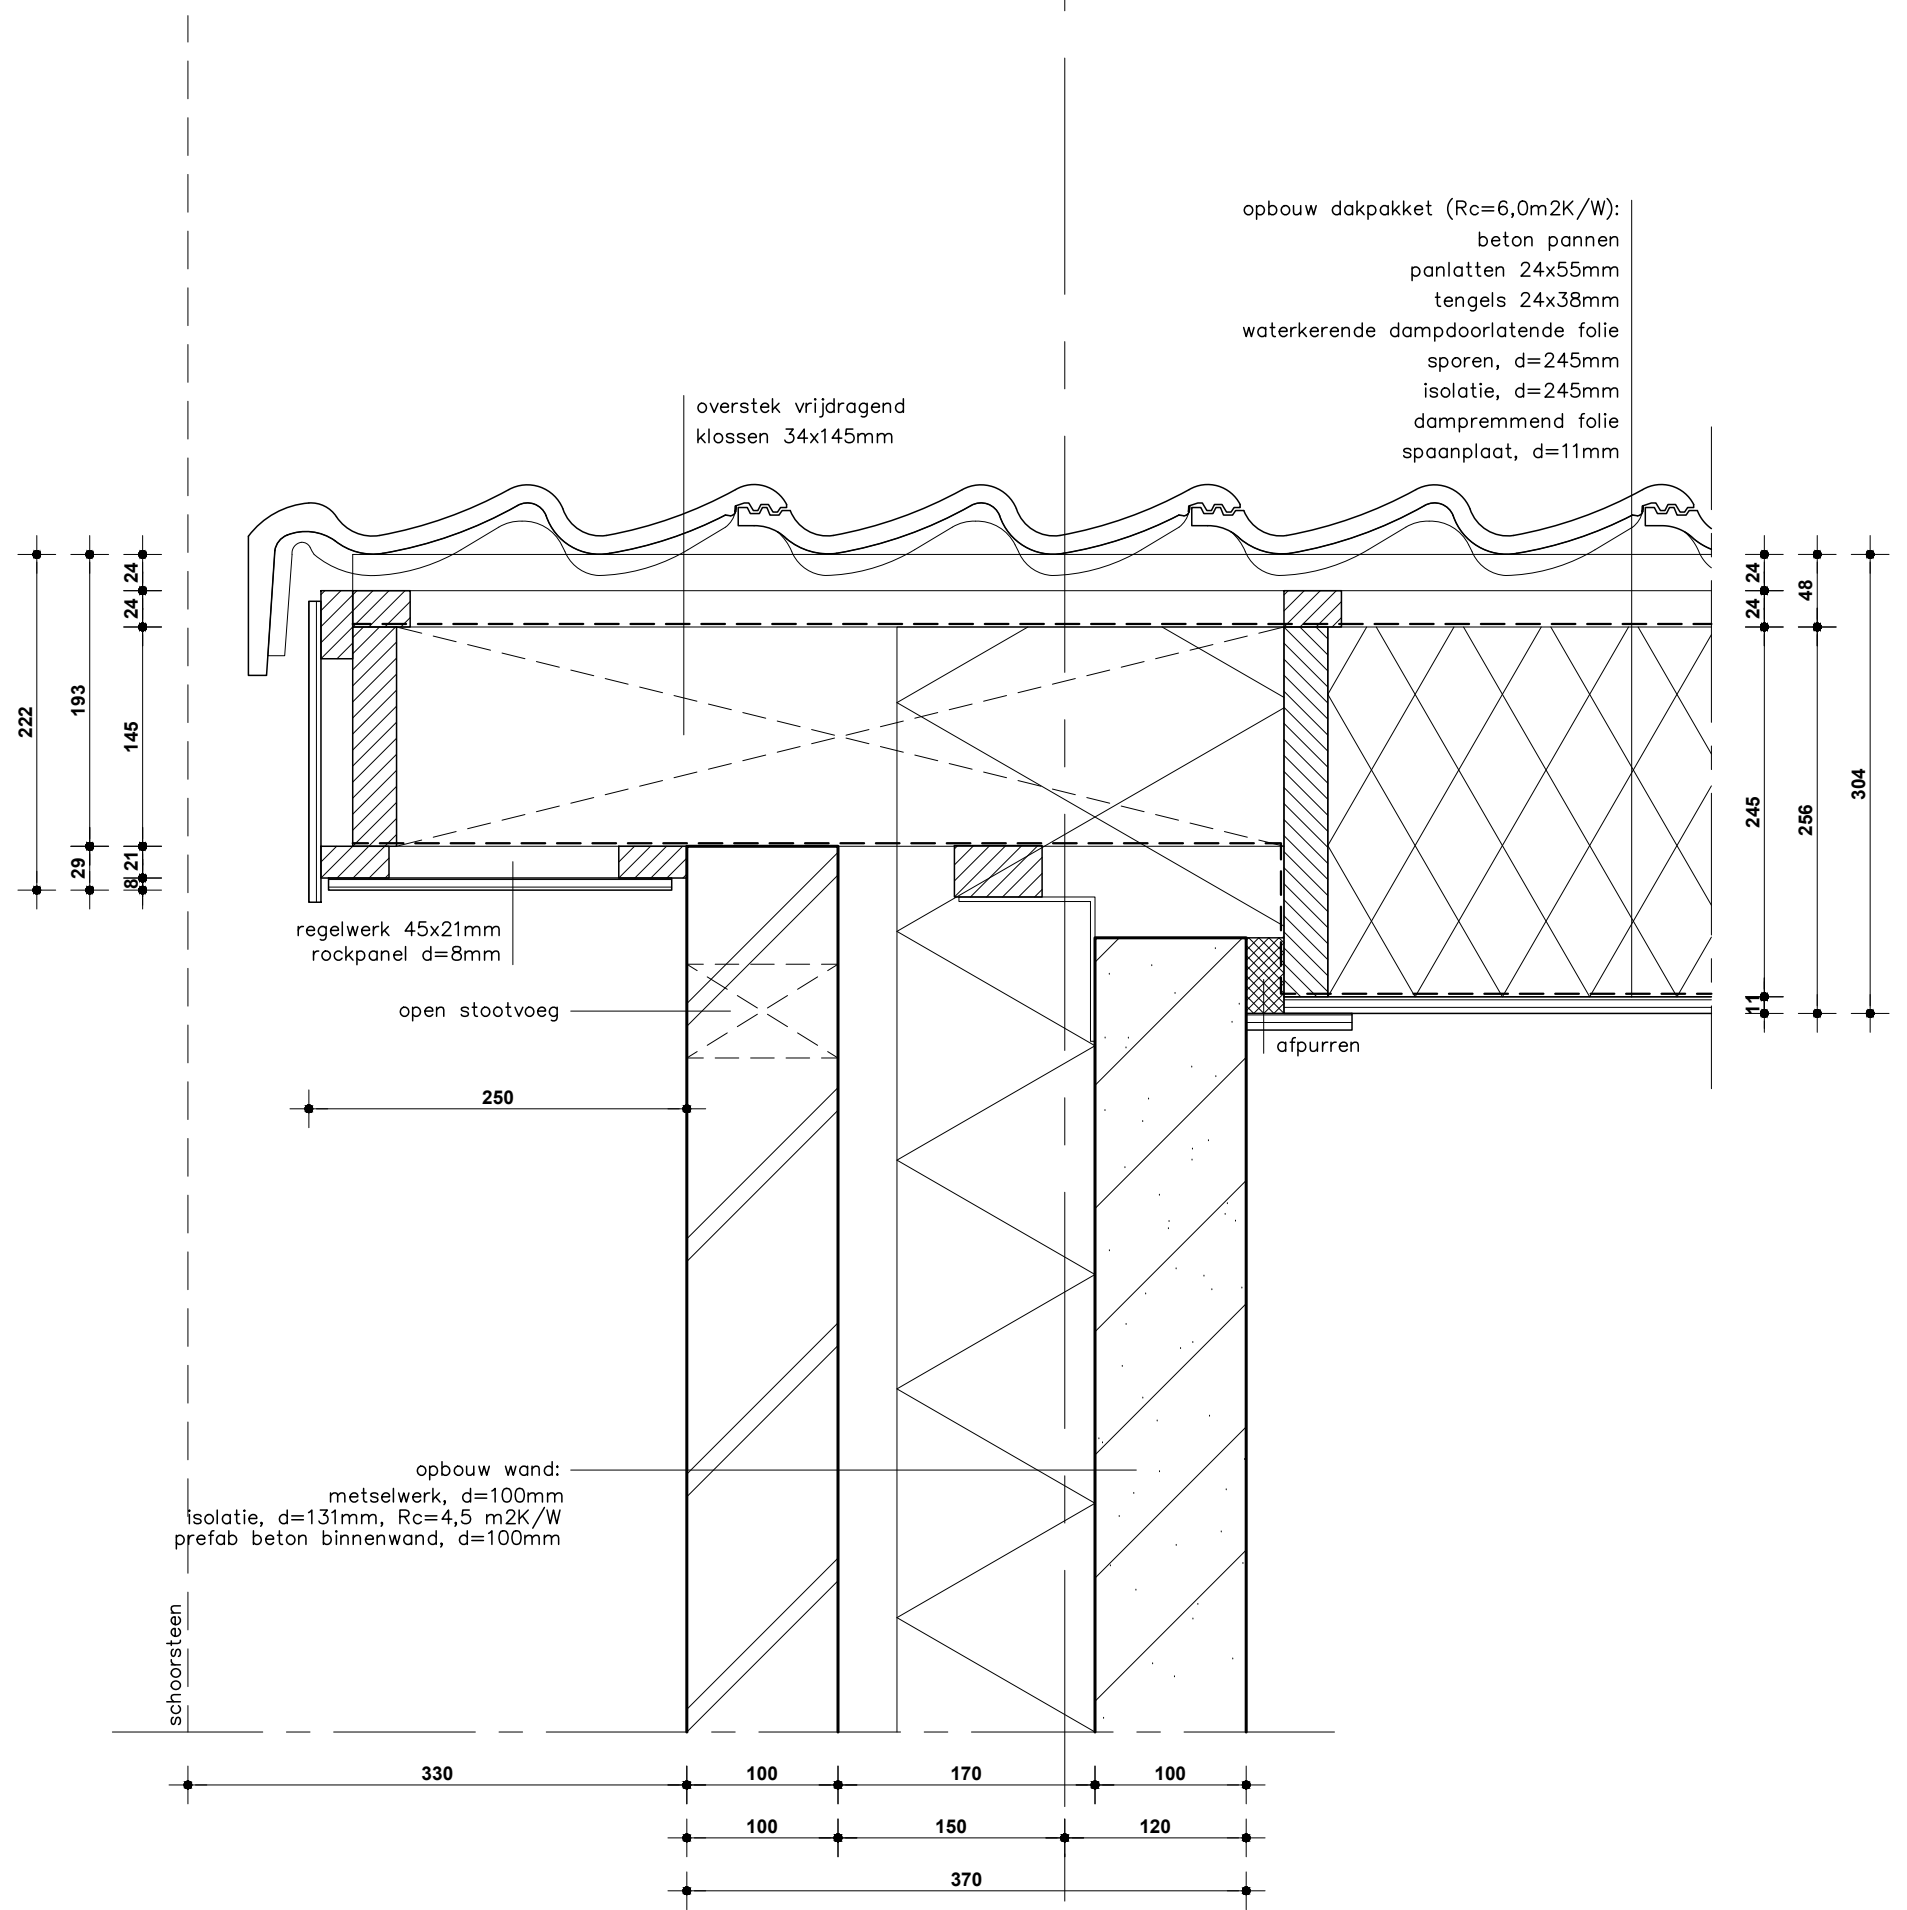 opbouw dakpakket (Rc=6,0m2K/W):
beton pannen
panlatten 24x55mm
tengels 24x38mm
waterkerende dampdoorlatende folie
sporen, d=245mm
isolatie, d=245mm
dampremmend folie
spaanplaat, d=11mm
overstek vrijdragend
klossen 34x145mm
24
24
145
21
8
193
29
222
24
24
245
11
48
256
304
regelwerk 45x21mm
rockpanel d=8mm
open stootvoeg
afpurren
250
opbouw wand:
metselwerk, d=100mm
isolatie, d=131mm, Rc=4,5 m2K/W
prefab beton binnenwand, d=100mm
schoorsteen
330
100
170
100
100
150
120
370